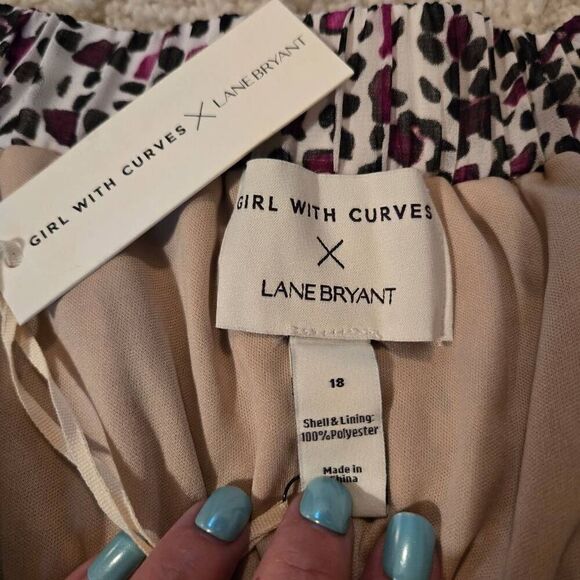 GIRL WITH CURVES X LANE BRYANT
GIRL WITH CURVES
X
LANE BRYANT
18
Shell & Lining:
100% Polyester
Made in
China